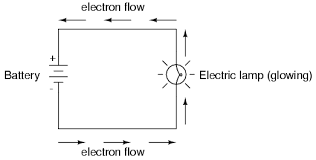 electron flow
+
Battery
-
Electric lamp (glowing)
electron flow